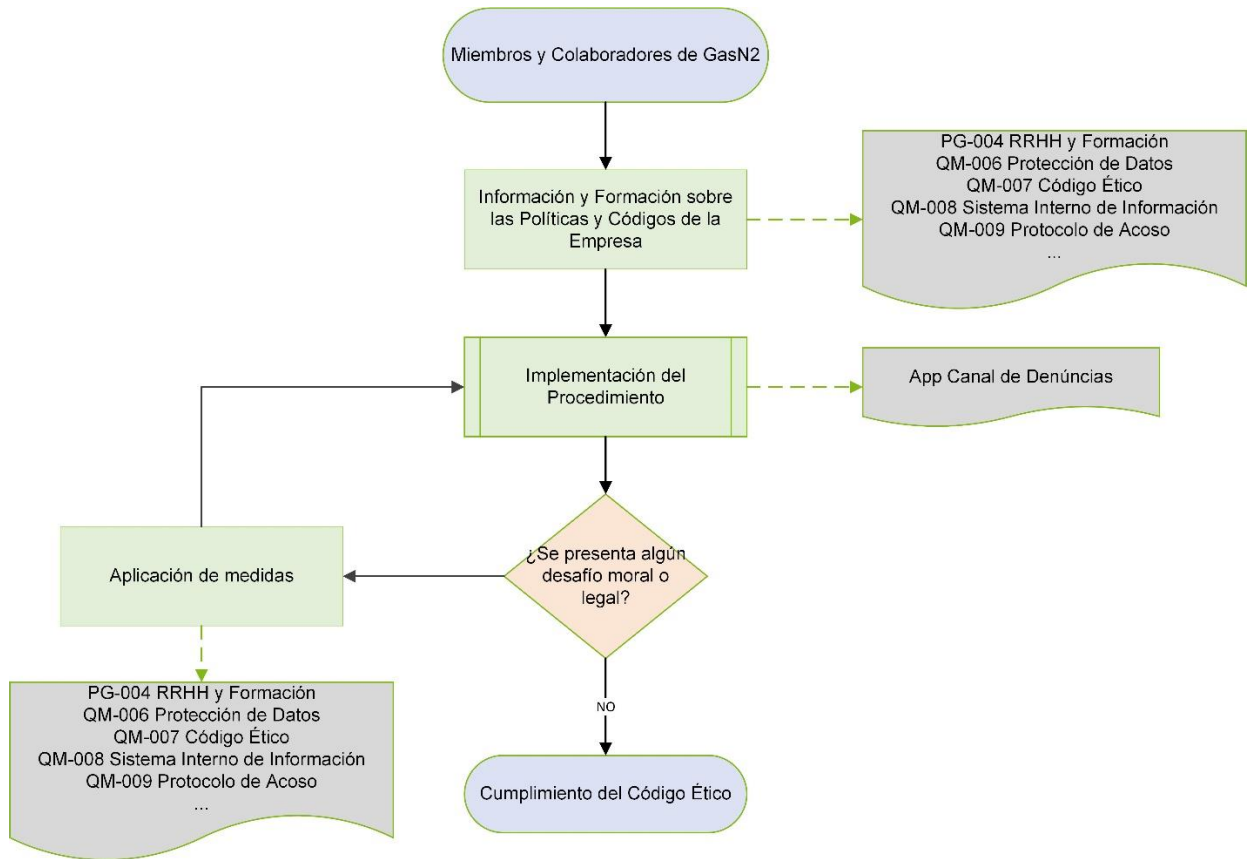 Miembros y Colaboradores de GasN2
PG-004 RRHH y Formación
QM-006 Protección de Datos
QM-007 Código Ético
QM-008 Sistema Interno de Información
QM-009 Protocolo de Acoso
...
Información y Formación sobre
las Políticas y Códigos de la
Empresa
Implementación del
Procedimiento
App Canal de Denúncias
¿Se presenta algún
desafío moral o
legal?
Aplicación de medidas
PG-004 RRHH y Formación
QM-006 Protección de Datos
QM-007 Código Ético
QM-008 Sistema Interno de Información
QM-009 Protocolo de Acoso
...
NO
Cumplimiento del Código Ético